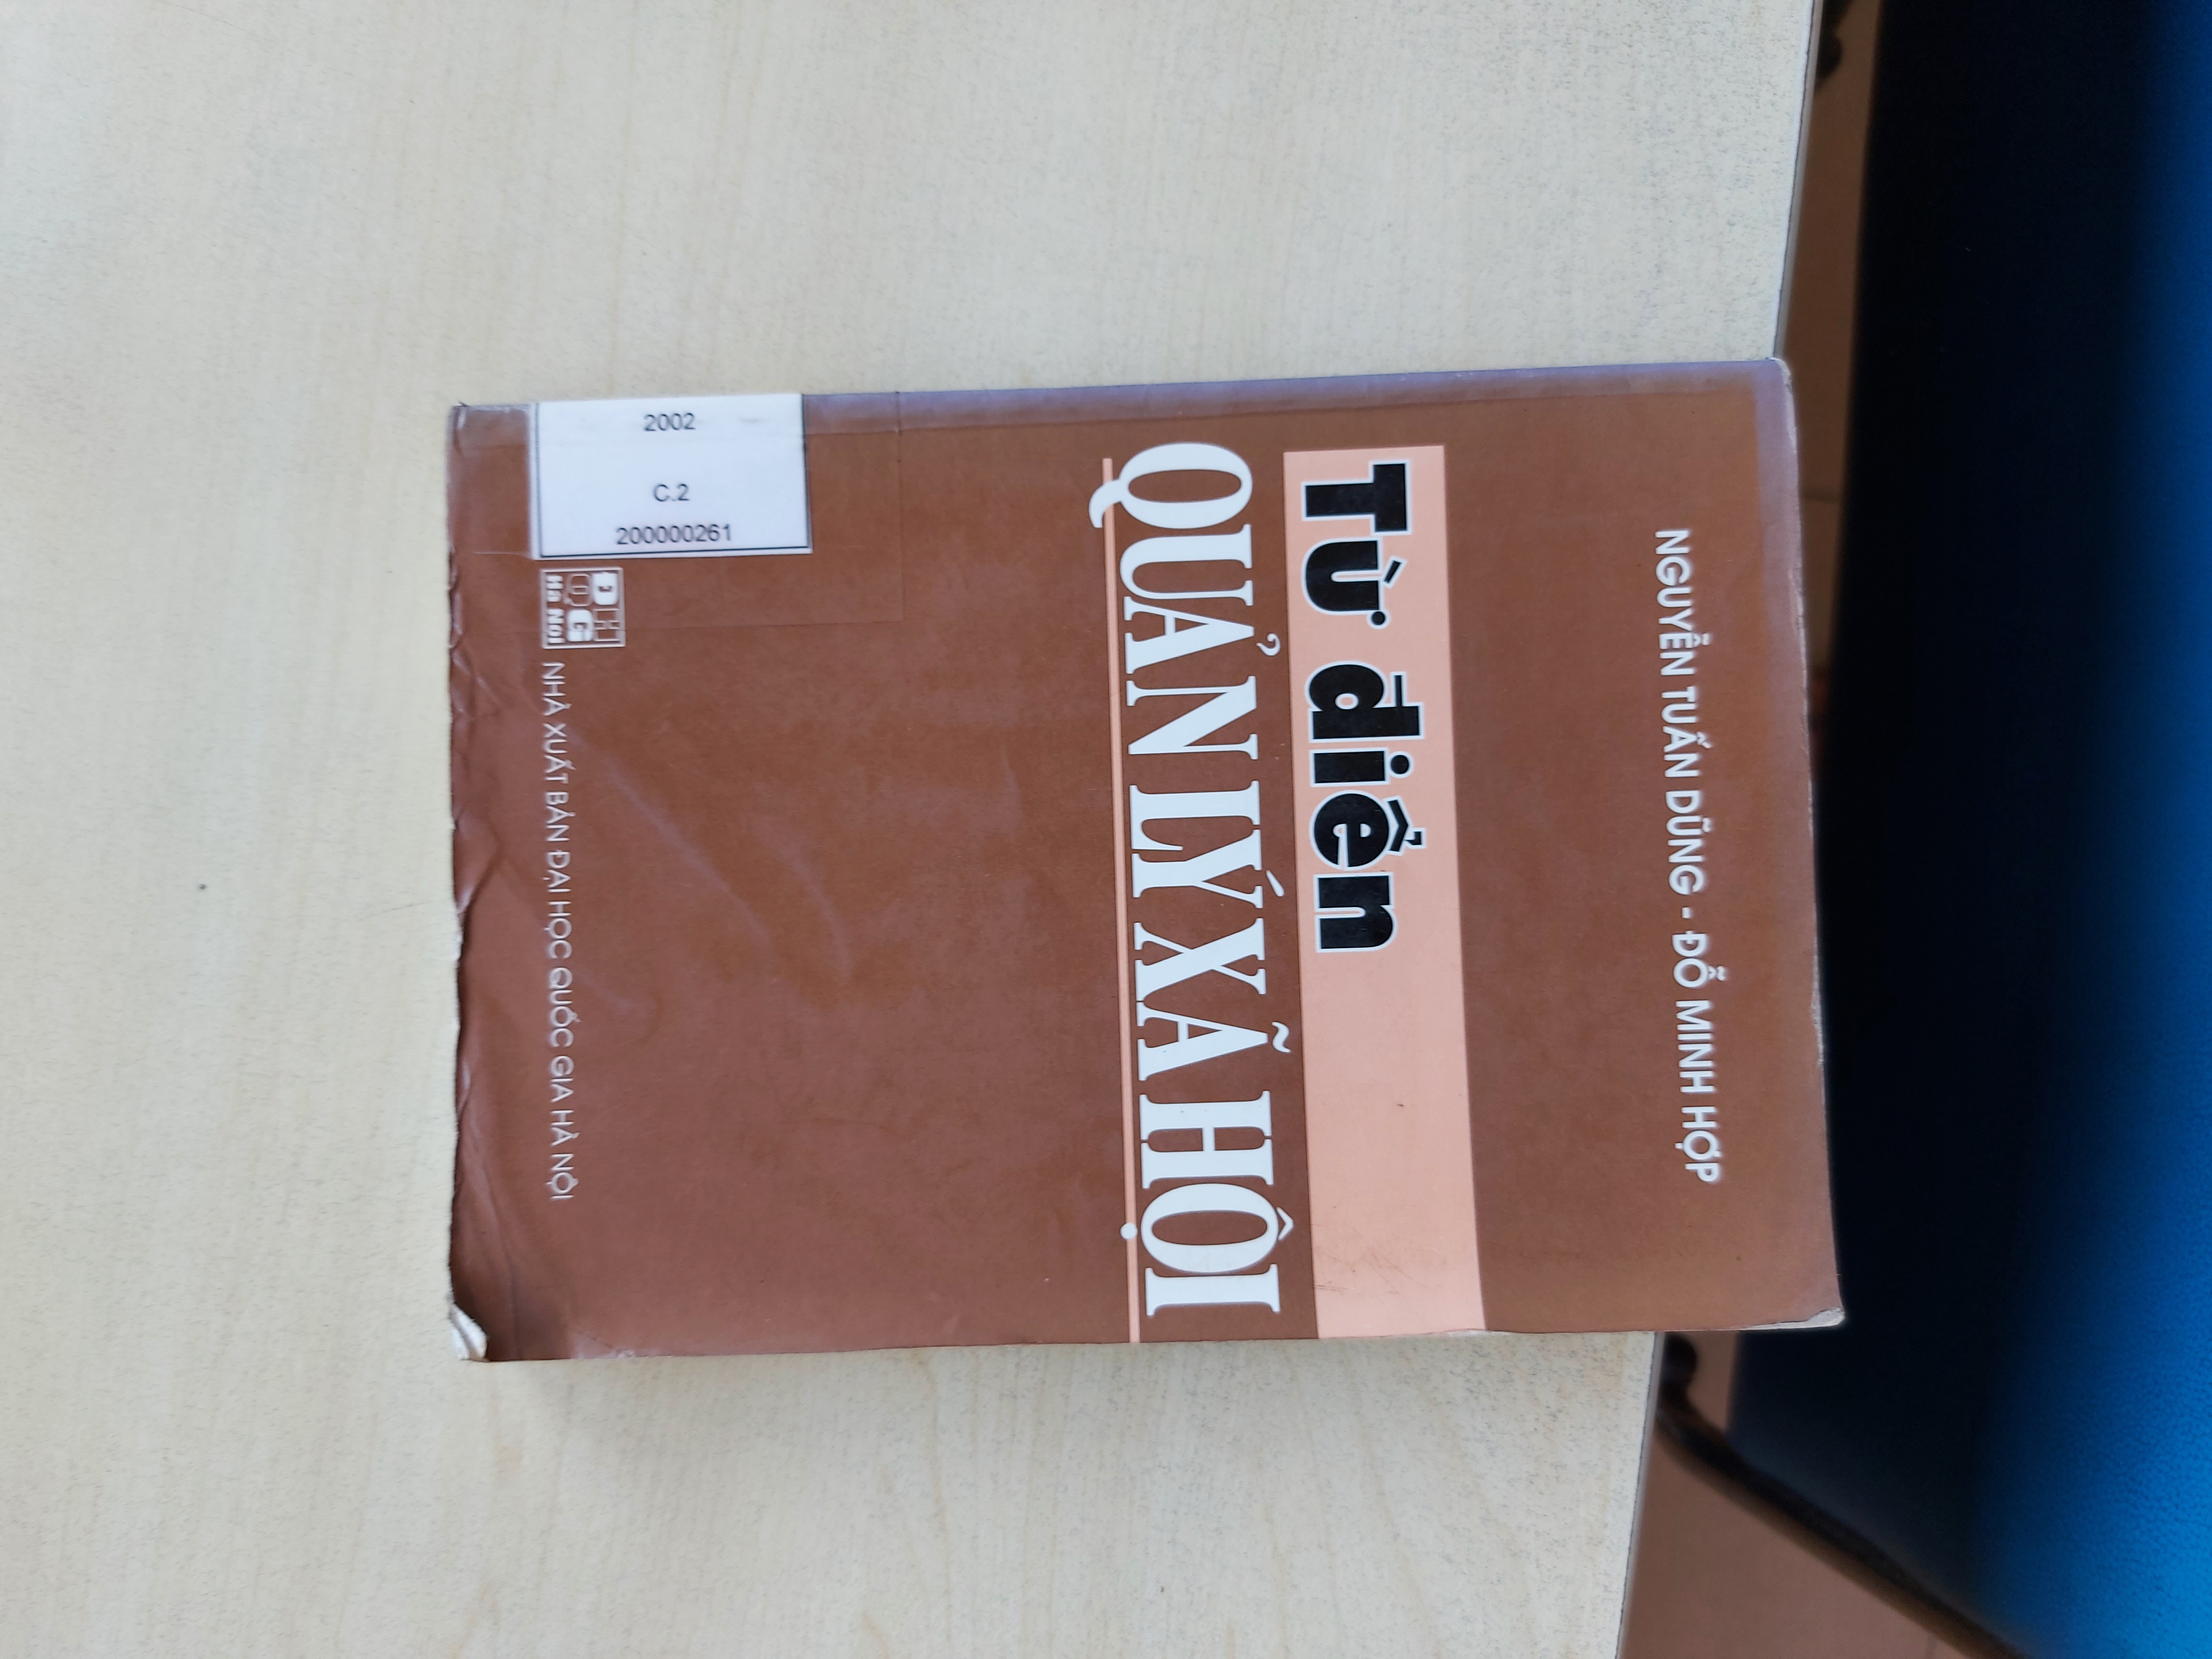 NGUYỄN TUẤN DŨNG - ĐỖ MINH HỢP
Từ điển
QUẢN LÝ XÃ HỘI
2002
C.2
200000261
ĐH
QG
Hà Nội
NHÀ XUẤT BẢN ĐẠI HỌC QUỐC GIA HÀ NỘI